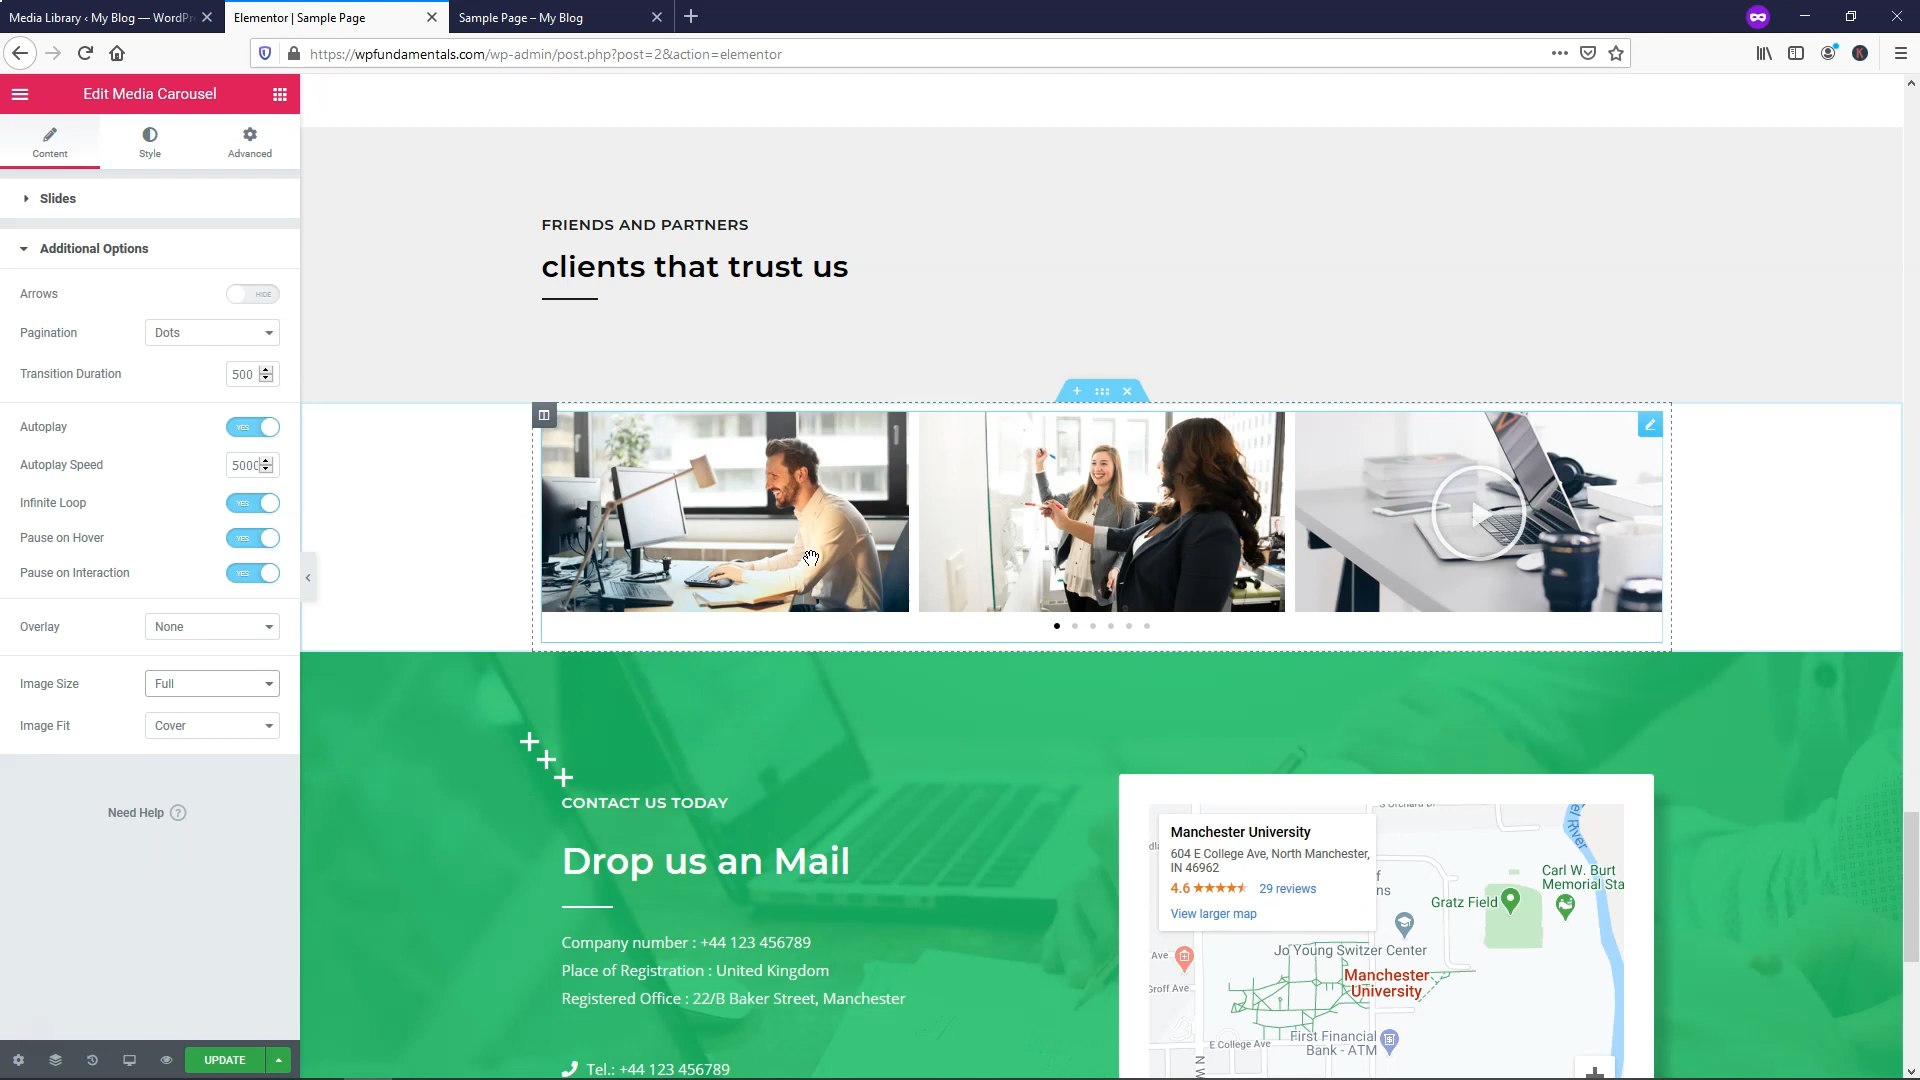 Media Library ‹ My Blog — WordPr
Elementor | Sample Page
Sample Page – My Blog
https://wpfundamentals.com/wp-admin/post.php?post=2&action=elementor
Edit Media Carousel
Content
Style
Advanced
Slides
Additional Options
Arrows
HIDE
Pagination
Dots
Transition Duration
500
Autoplay
YES
Autoplay Speed
5000
Infinite Loop
YES
Pause on Hover
YES
Pause on Interaction
YES
Overlay
None
Image Size
Full
Image Fit
Cover
Need Help
?
UPDATE
K
FRIENDS AND PARTNERS
clients that trust us
CONTACT US TODAY
Drop us an Mail
Company number : +44 123 456789
Place of Registration : United Kingdom
Registered Office : 22/B Baker Street, Manchester
Tel.: +44 123 456789
Manchester University
604 E College Ave, North Manchester,
IN 46962
4.6
29 reviews
View larger map
Carl W. Burt
Memorial Sta
Gratz Field
Jo Young Switzer Center
Manchester
University
Ave
Groff Ave
First Financial
Bank - ATM
E College Ave
N W